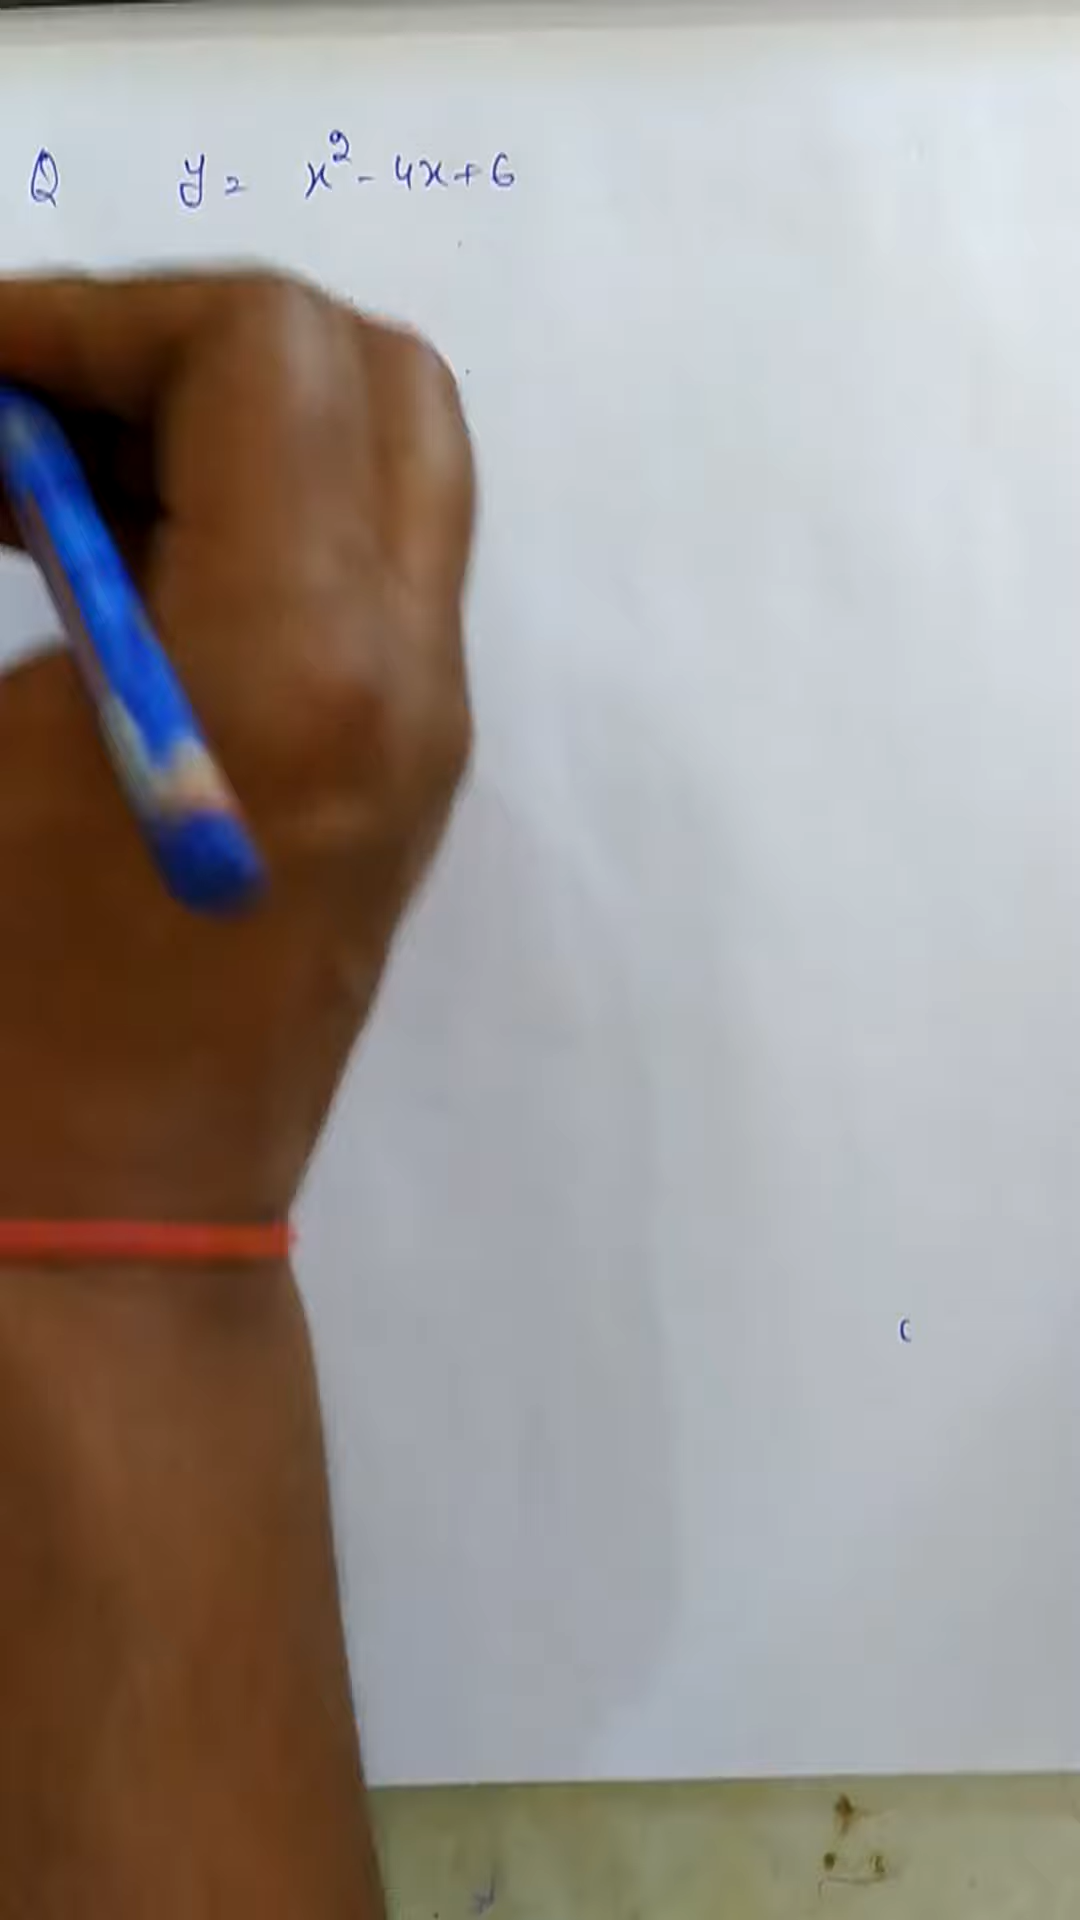 Q y = x² - 4x + 6